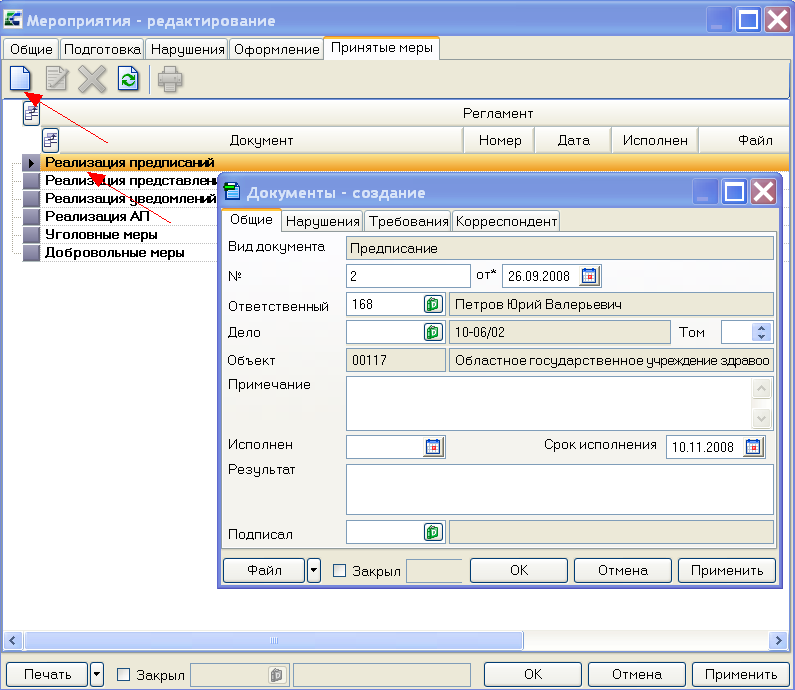 Мероприятия - редактирование
Общие Подготовка Нарушения Оформление Принятые меры
Регламент
Документ Номер Дата Исполнен Файл
Реализация предписаний
Реализация представлен
Реализация уведомлений
Реализация АП
Уголовные меры
Добровольные меры
Документы - создание
Общие Нарушения Требования Корреспондент
Вид документа Предписание
№ 2 от* 26.09.2008
Ответственный 168 Петров Юрий Валерьевич
Дело 10-06/02 Том
Объект 00117 Областное государственное учреждение здравоо
Примечание
Исполнен Срок исполнения 10.11.2008
Результат
Подписал
Файл Закрыл ОК Отмена Применить
Печать Закрыл ОК Отмена Применить